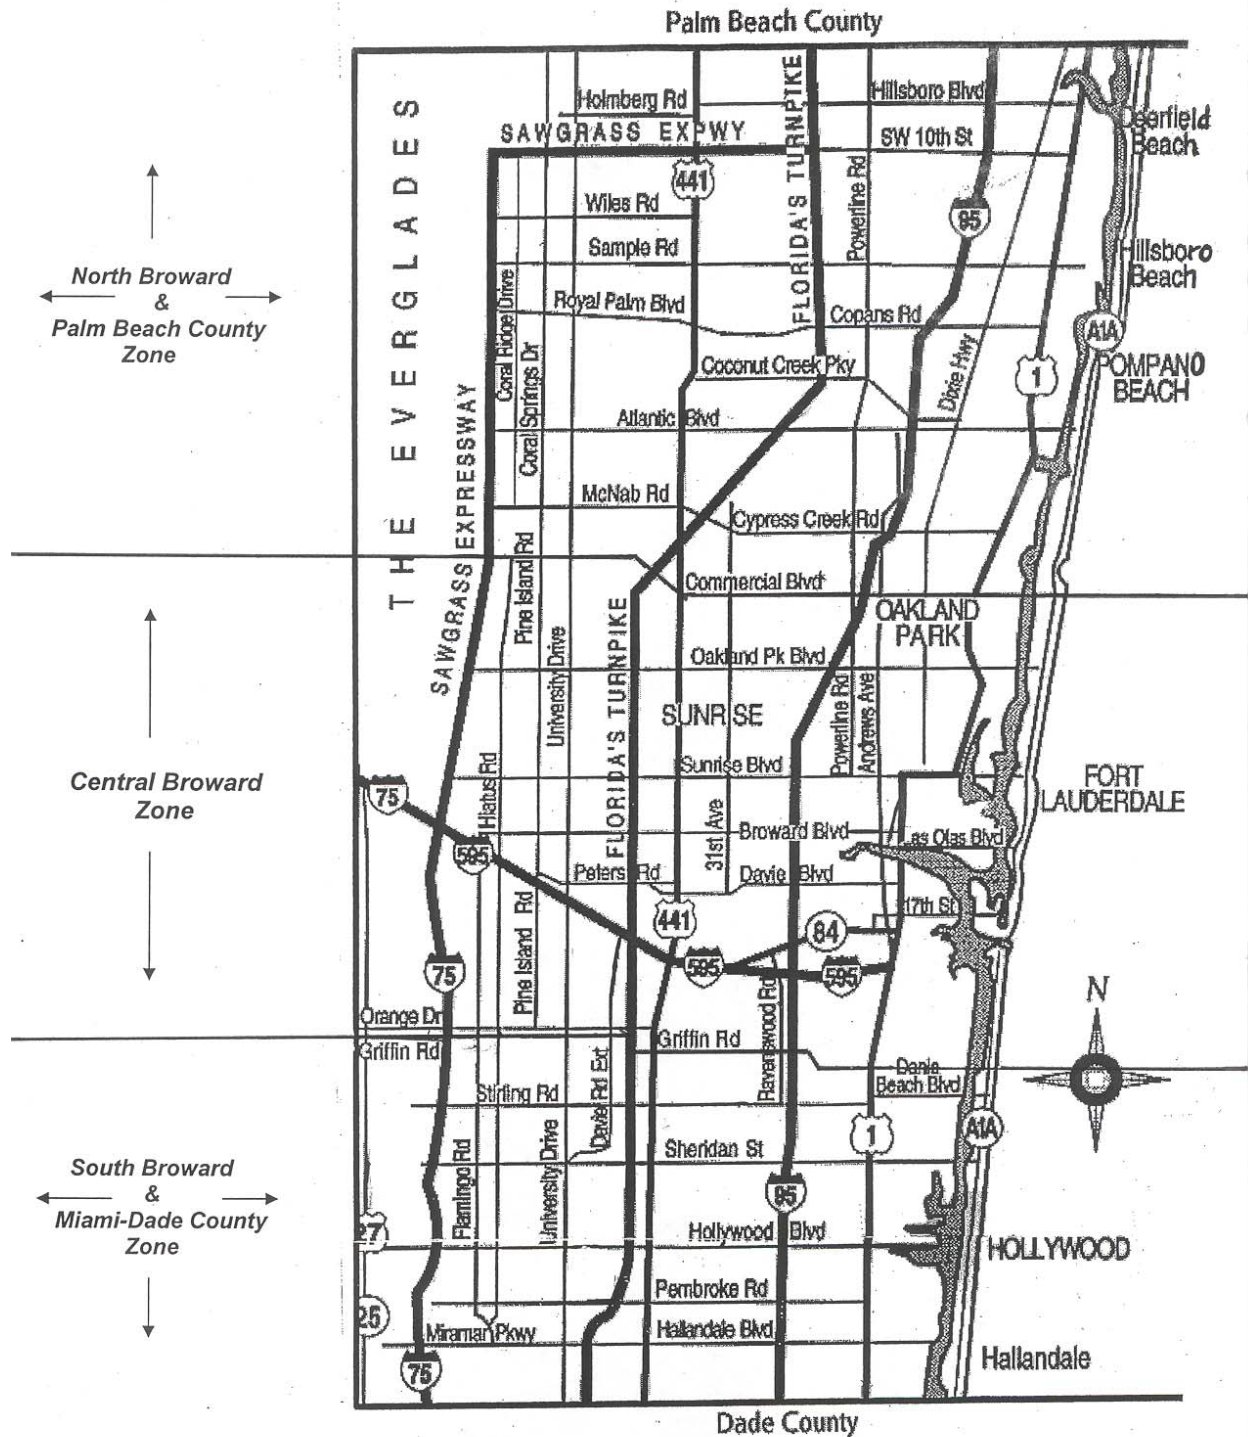 Palm Beach County
Holmberg Rd
Hillsboro Blvd
SAWGRASS EXPWY
SW 10th St
Deerfield
Beach
441
Wiles Rd
Sample Rd
FLORIDA'S TURNPIKE
Powerline Rd
95
Hillsboro
Beach
THE EVERGLADES
North Broward
&
Palm Beach County
Zone
Coral Ridge Drive
Royal Palm Blvd
Copans Rd
A1A
Coral Springs Dr
Coconut Creek Pky
Dixie Hwy
1
POMPANO
BEACH
Atlantic Blvd
SAWGRASS EXPRESSWAY
McNab Rd
Cypress Creek Rd
Pine Island Rd
Commercial Blvd
OAKLAND
PARK
University Drive
FLORIDA'S TURNPIKE
Oakland Pk Blvd
SUNRISE
Powerline Rd
Andrews Ave
Central Broward
Zone
75
Hiatus Rd
Sunrise Blvd
FORT
LAUDERDALE
31st Ave
Broward Blvd
as Olas Blvd
595
Peters Rd
Davie Blvd
Pine Island Rd
441
17th St
84
75
595
595
N
Orange Dr
Griffin Rd
Griffin Rd
Ravenswood Rd
Dania
Beach Blvd
Stirling Rd
Davie Rd Ext
1
A1A
Sheridan St
South Broward
&
Miami-Dade County
Zone
Flamingo Rd
University Drive
95
27
Hollywood Blvd
HOLLYWOOD
Pembroke Rd
25
Miramar Pkwy
Hallandale Blvd
75
Hallandale
Dade County